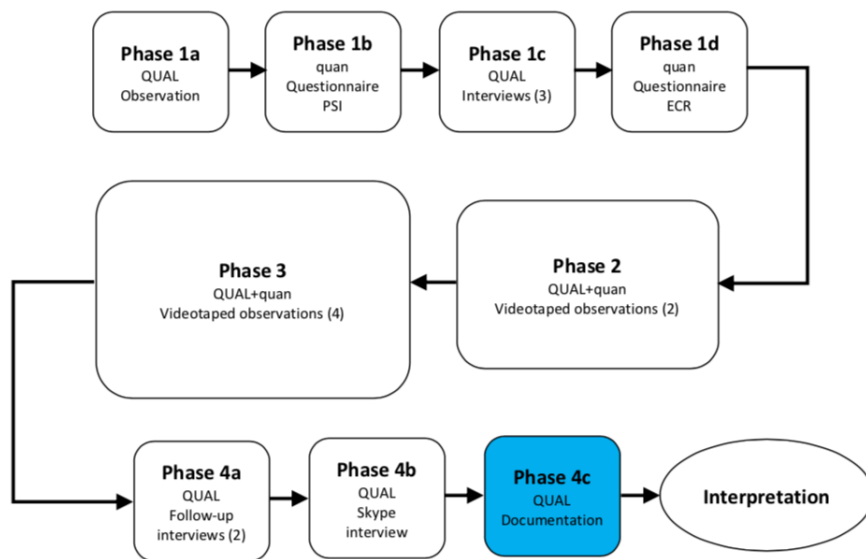 Phase 1a
QUAL
Observation
Phase 1b
quan
Questionnaire
PSI
Phase 1c
QUAL
Interviews (3)
Phase 1d
quan
Questionnaire
ECR
Phase 2
QUAL+quan
Videotaped observations (2)
Phase 3
QUAL+quan
Videotaped observations (4)
Phase 4a
QUAL
Follow-up
interviews (2)
Phase 4b
QUAL
Skype
interview
Phase 4c
QUAL
Documentation
Interpretation